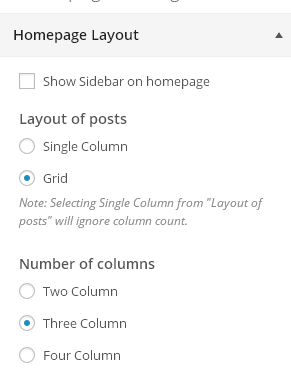 Homepage Layout
Show Sidebar on homepage
Layout of posts
Single Column
Grid
Note: Selecting Single Column from "Layout of
posts" will ignore column count.
Number of columns
Two Column
Three Column
Four Column